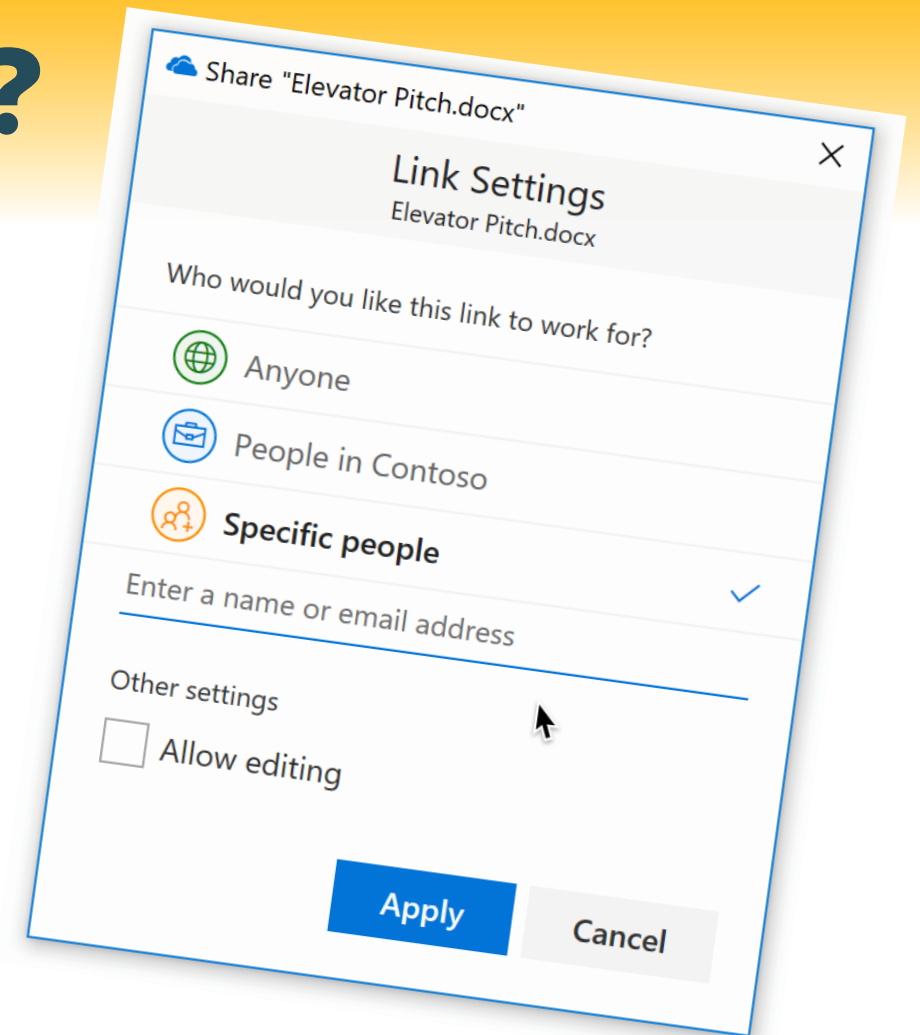 ?
Share "Elevator Pitch.docx"
Link Settings
Elevator Pitch.docx
Who would you like this link to work for?
Anyone
People in Contoso
Specific people
Enter a name or email address
Other settings
Allow editing
Apply
Cancel